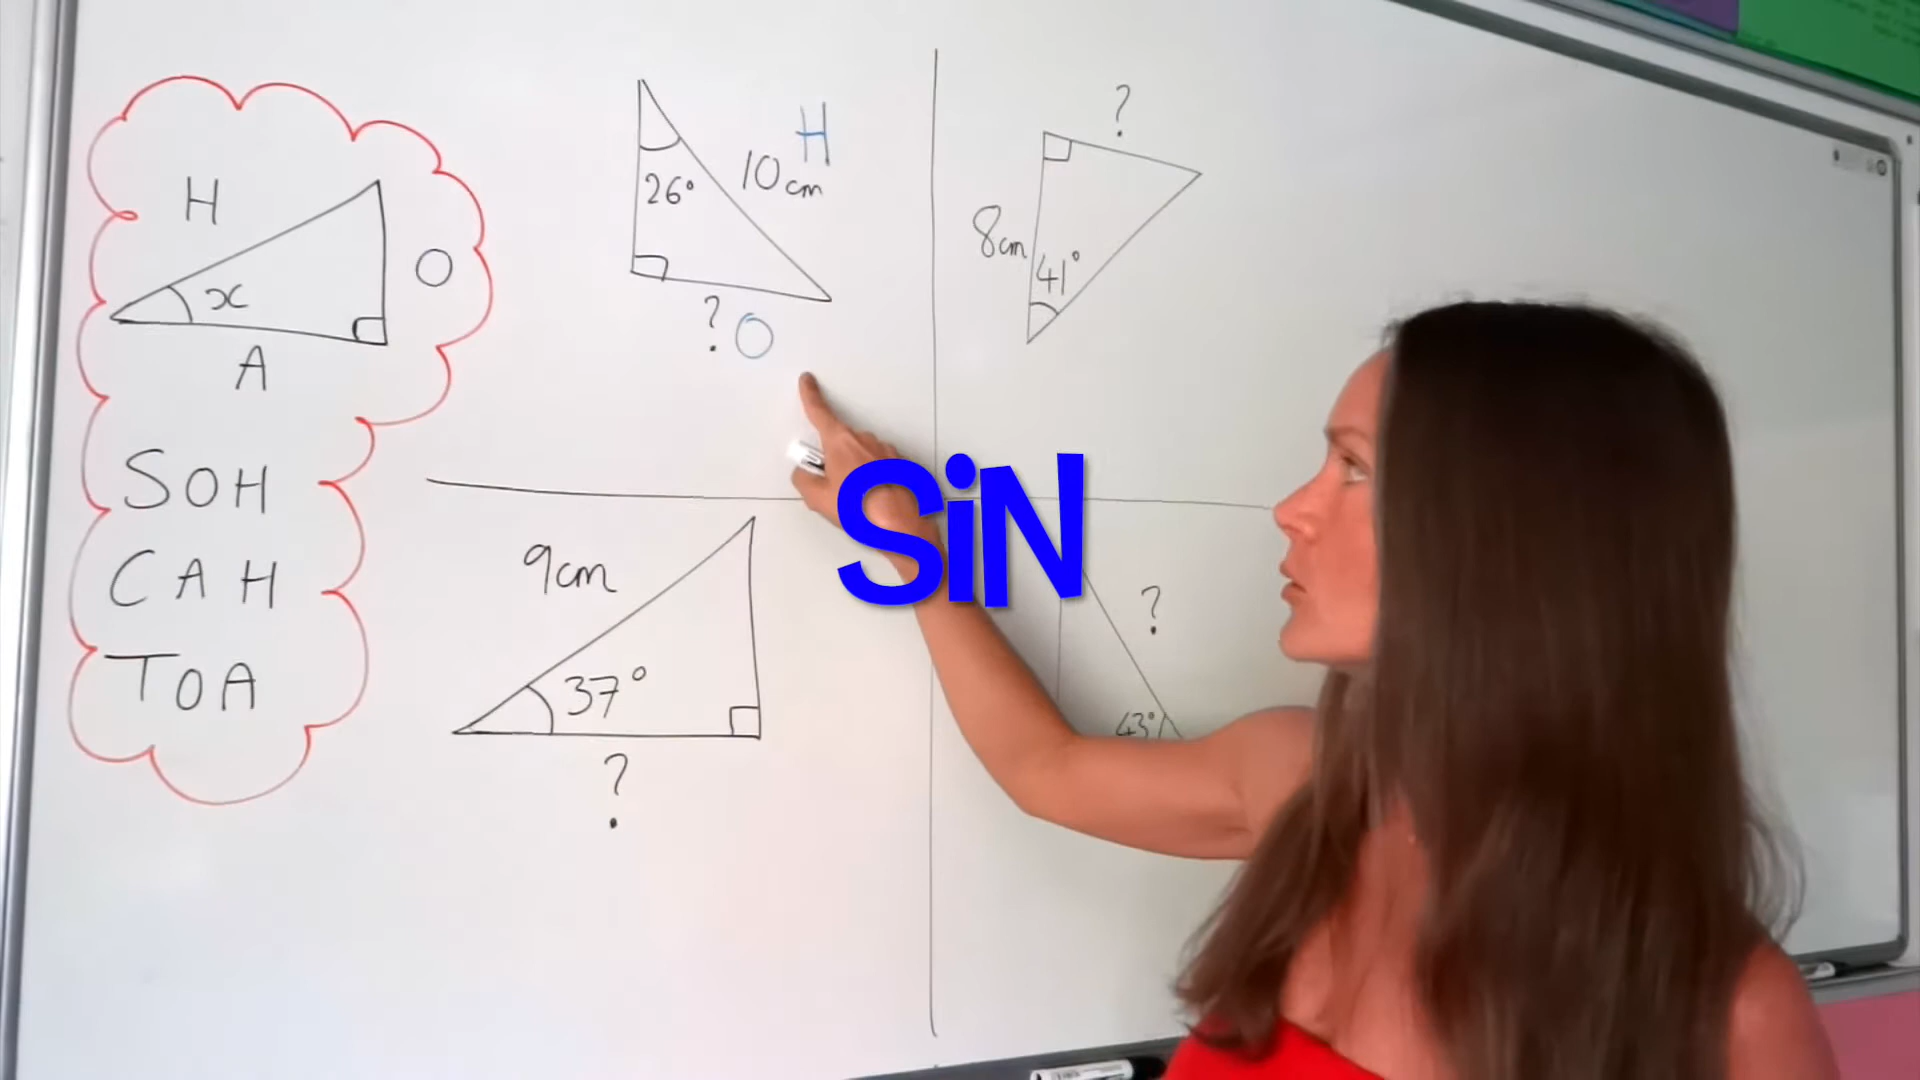 H
x
O
A
SOH
CAH
TOA
26°
10cm
H
?
O
?
8cm
41°
9cm
37°
?
SiN
?
43°